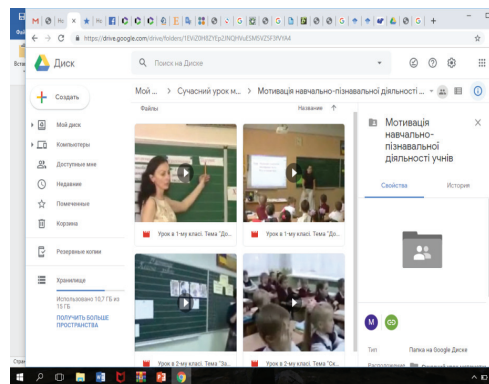 https://drive.google.com/drive/folders/1EVZ0H8ZYEp2JNQHVuESM5VZSF3fVYA4
Диск
Поиск на Диске
Создать
Мой ... > Сучасний урок м... > Мотивація навчально-пізнавальної діяльності ...
Файлы
Название ↑
Мой диск
Компьютеры
Доступные мне
Недавние
Помеченные
Корзина
Резервные копии
Хранилище
Использовано 10,7 ГБ из
15 ГБ
ПОЛУЧИТЬ БОЛЬШЕ
ПРОСТРАНСТВА
Урок в 1-му класі. Тема "До...
Урок в 1-му класі. Тема "До...
Урок в 2-му класі. Тема "За...
Урок в 2-му класі. Тема "Ск...
Мотивація
навчально-
пізнавальної
діяльності учнів
Свойства
История
M
Тип
Папка на Google Диске